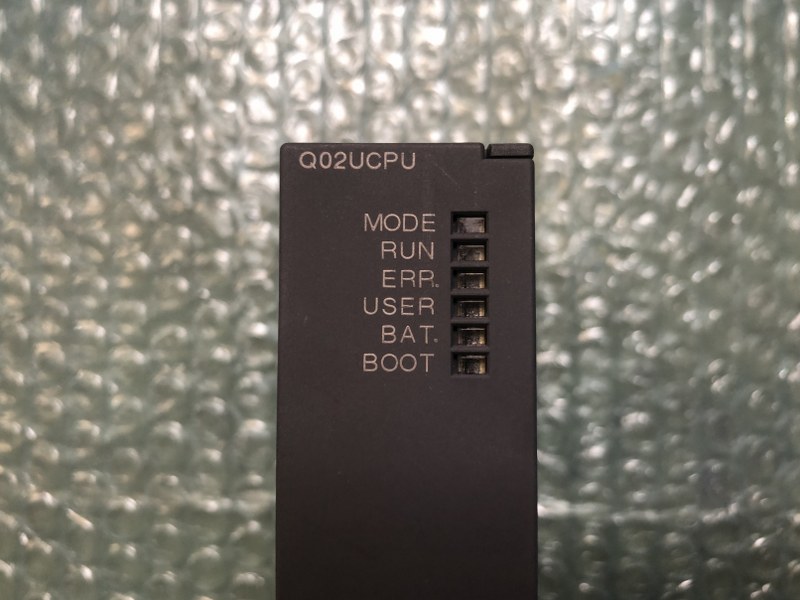 Q02UCPU
MODE
RUN
ERR.
USER
BAT.
BOOT